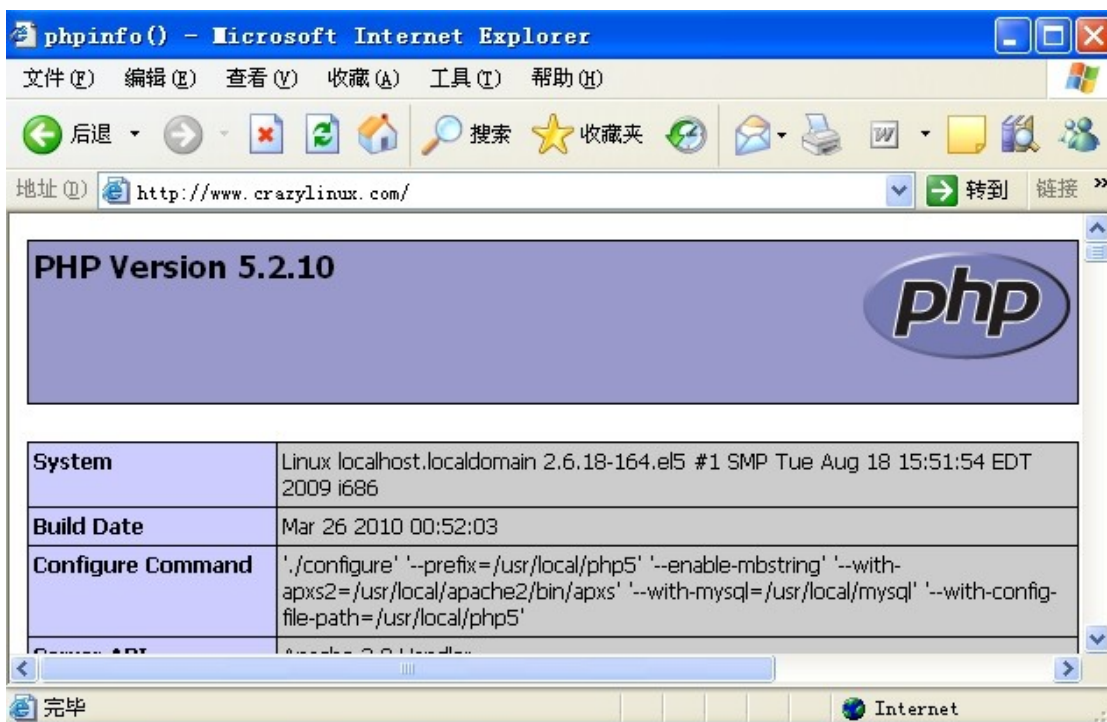 phpinfo() - Microsoft Internet Explorer
文件(F) 编辑(E) 查看(V) 收藏(A) 工具(T) 帮助(H)
后退 搜索 收藏夹
地址(D) http://www.crazylinux.com/ 转到 链接 »
PHP Version 5.2.10
php
System Linux localhost.localdomain 2.6.18-164.el5 #1 SMP Tue Aug 18 15:51:54 EDT
2009 i686
Build Date Mar 26 2010 00:52:03
Configure Command './configure' '--prefix=/usr/local/php5' '--enable-mbstring' '--with-
apxs2=/usr/local/apache2/bin/apxs' '--with-mysql=/usr/local/mysql' '--with-config-
file-path=/usr/local/php5'
完毕 Internet